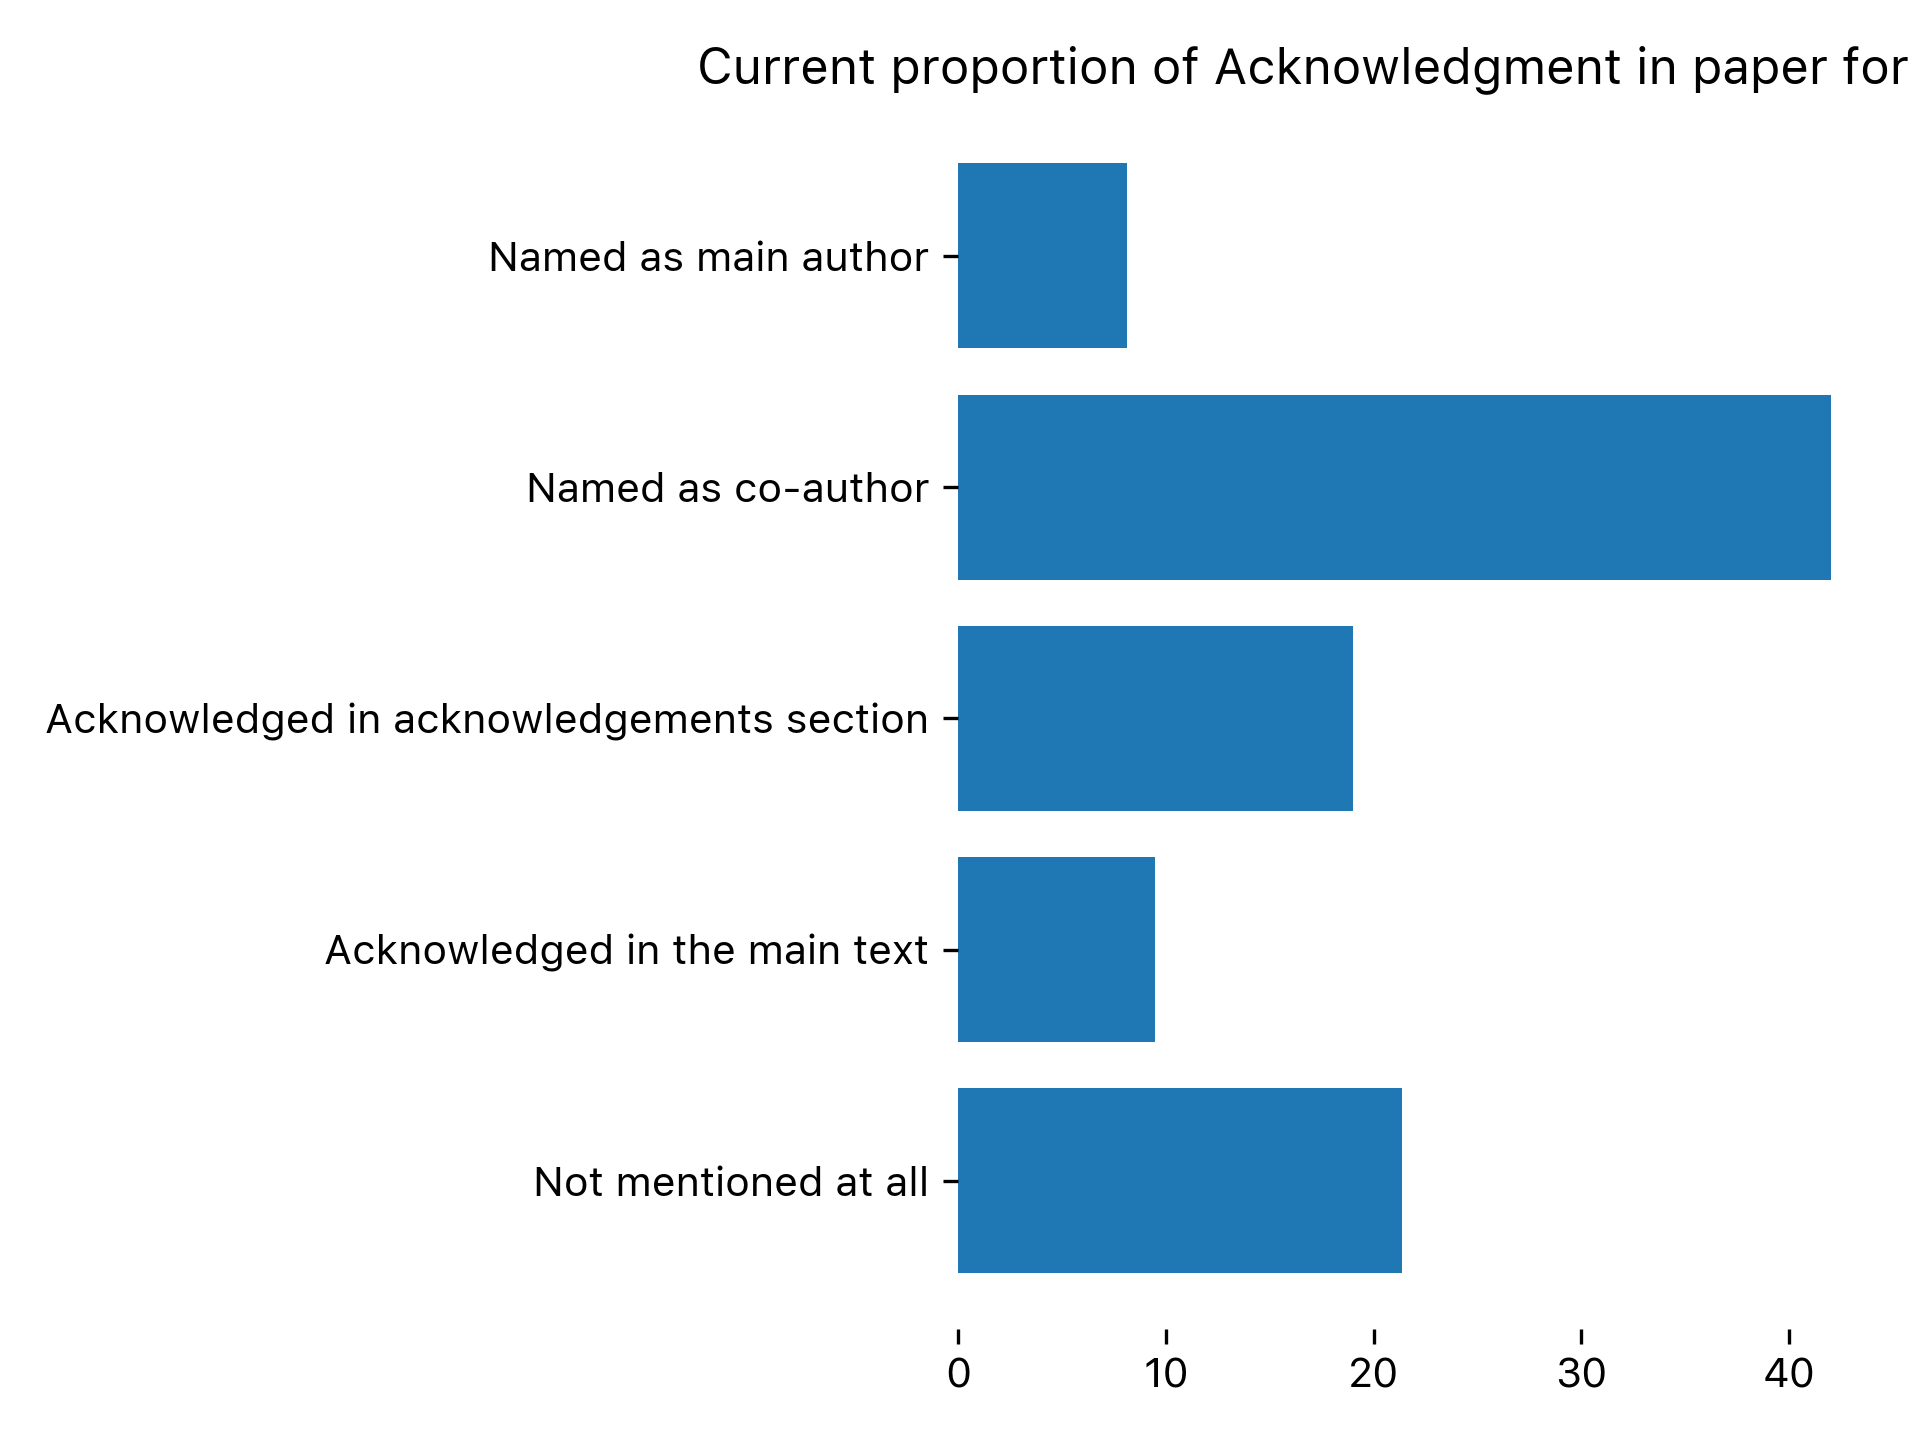 Current proportion of Acknowledgment in paper for
Named as main author
Named as co-author
Acknowledged in acknowledgements section
Acknowledged in the main text
Not mentioned at all
0 10 20 30 40